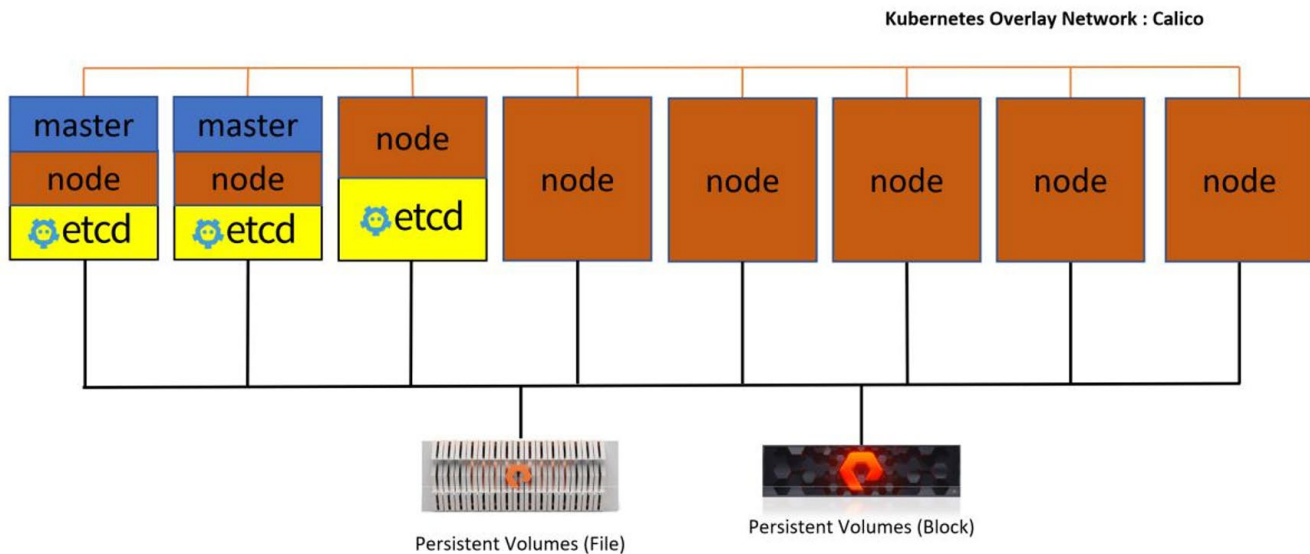 Kubernetes Overlay Network : Calico
master
master
node
node
node
node
node
node
node
node
etcd
etcd
etcd
Persistent Volumes (File)
Persistent Volumes (Block)